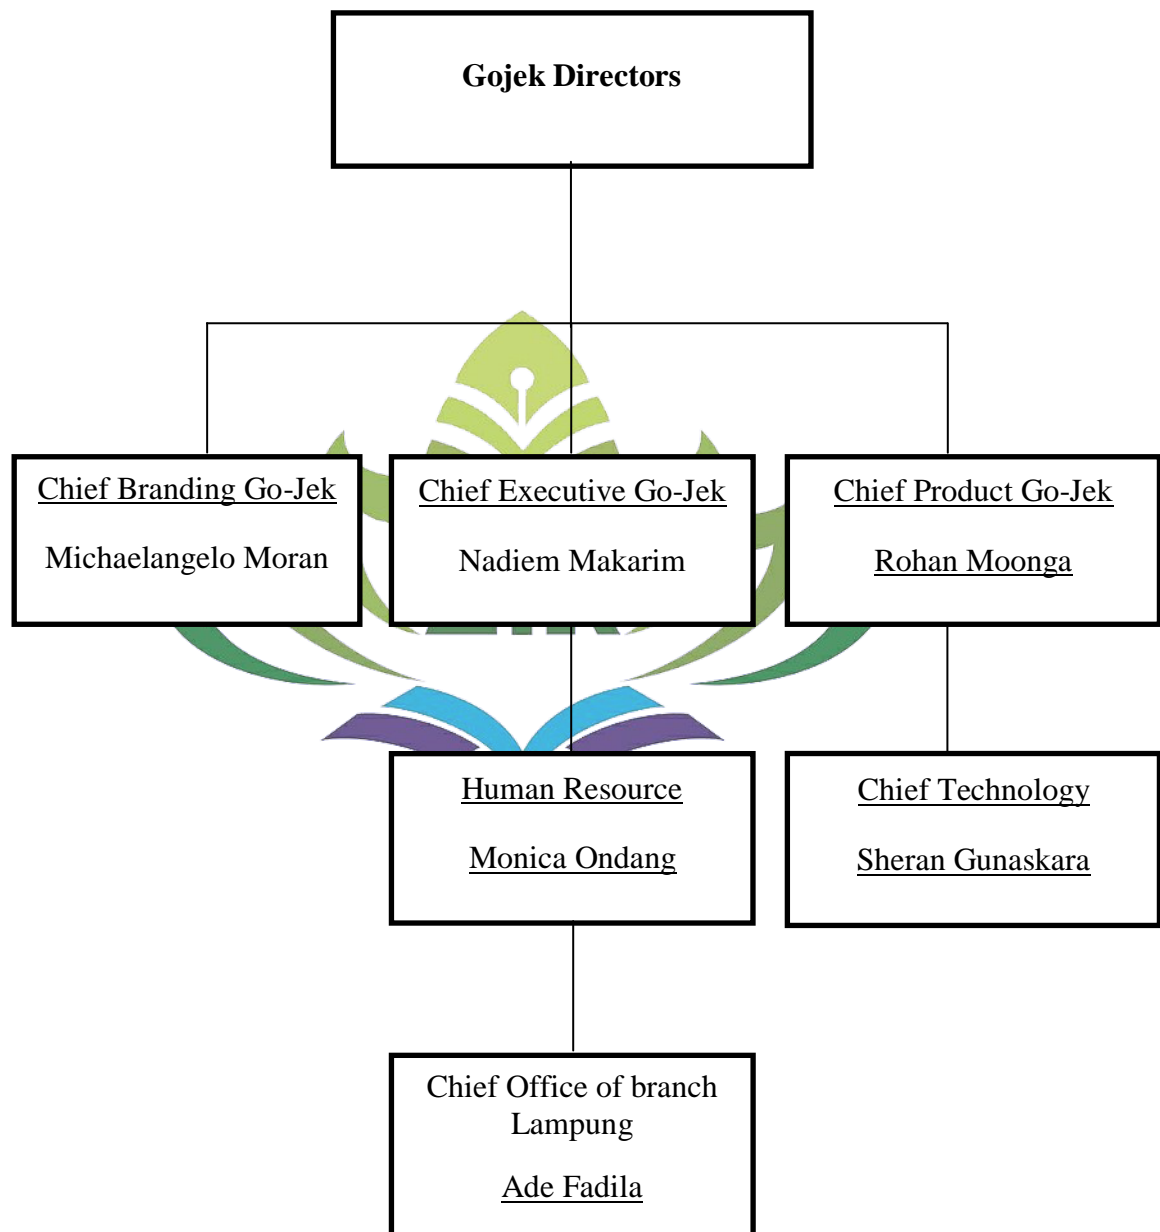 Gojek Directors
Chief Branding Go-Jek
Michaelangelo Moran
Chief Executive Go-Jek
Nadiem Makarim
Chief Product Go-Jek
Rohan Moonga
Human Resource
Monica Ondang
Chief Technology
Sheran Gunaskara
Chief Office of branch
Lampung
Ade Fadila